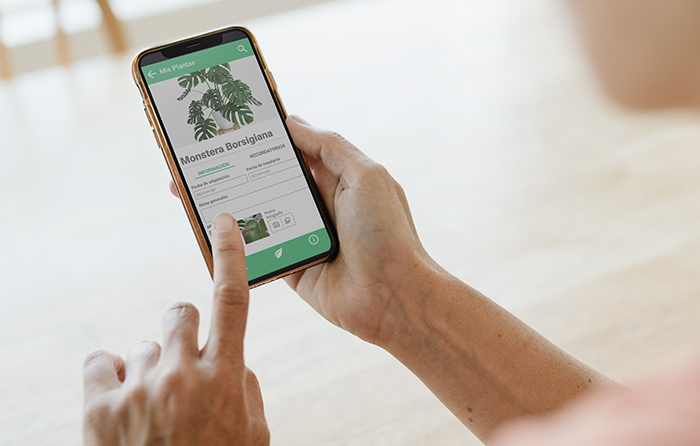 Mis Plantas
Monstera Borsigiana
INFORMACIÓN
RECORDATORIOS
Fecha de adquisición
Fecha de trasplante
Notas generales
Nueva
fotografía